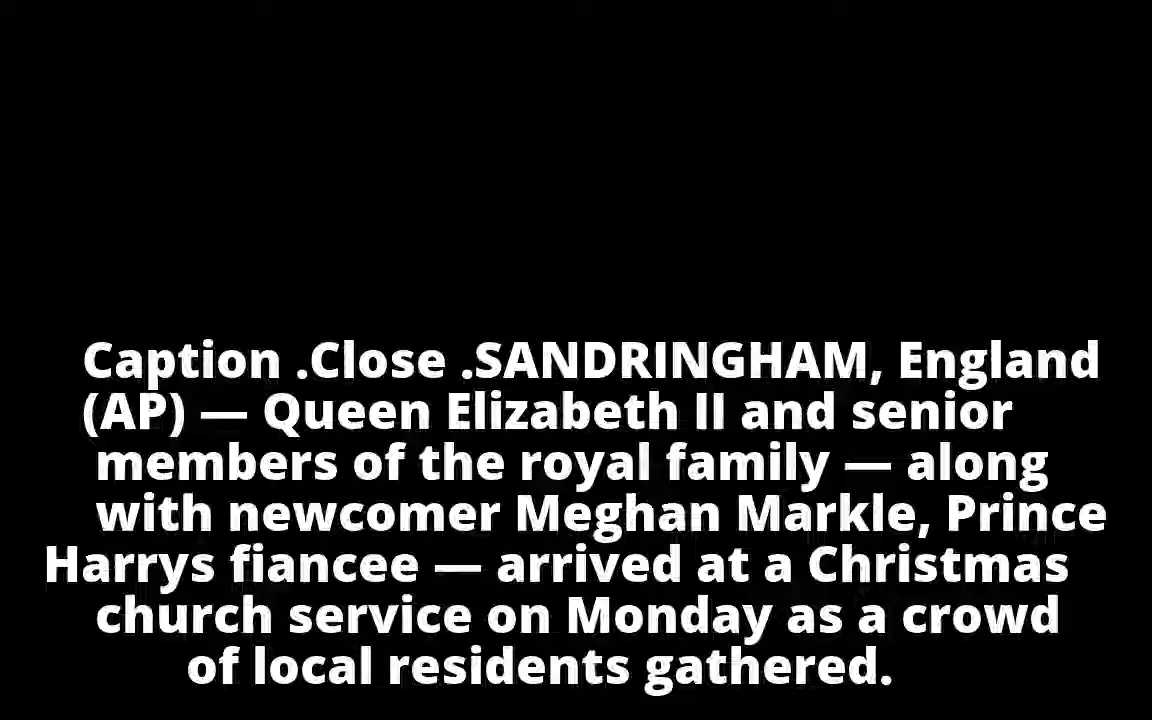 Caption .Close .SANDRINGHAM, England
(AP) — Queen Elizabeth II and senior
members of the royal family — along
with newcomer Meghan Markle, Prince
Harrys fiancee — arrived at a Christmas
church service on Monday as a crowd
of local residents gathered.